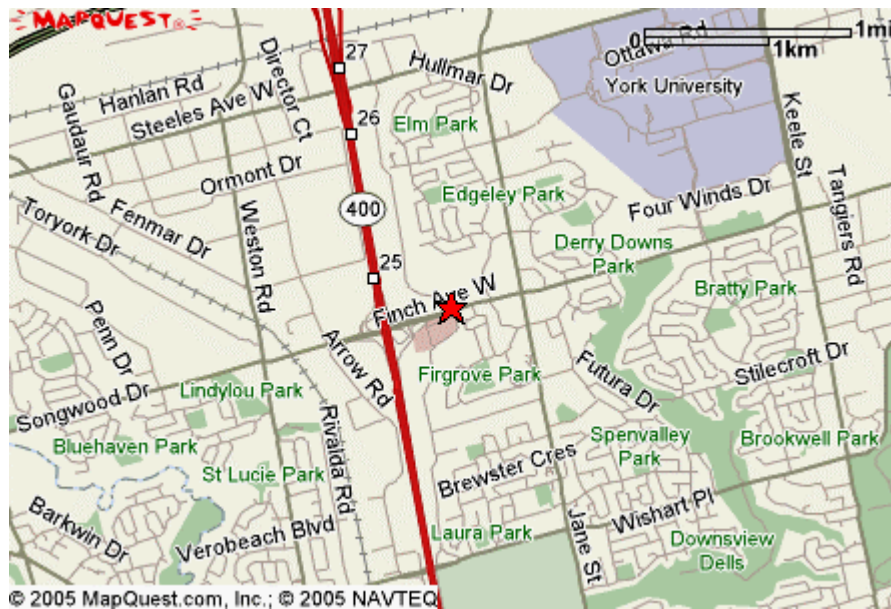 MAPQUEST
0
1mi
1km
27
Director Ct
Hullmar Dr
Ottawa Rd
York University
Hanlan Rd
Gaudaur Rd
Steeles Ave W
26
Elm Park
Keele St
Ormont Dr
Edgeley Park
Four Winds Dr
Tangiers Rd
400
Fenmar Dr
Toryork Dr
Weston Rd
Derry Downs
Park
25
Finch Ave W
Bratty Park
Penn Dr
Arrow Rd
Firgrove Park
Futura Dr
Stilecroft Dr
Songwood Dr
Lindylou Park
Rivalda Rd
Bluehaven Park
Spenvalley
Park
Brookwell Park
St Lucie Park
Brewster Cres
Jane St
Wishart Pl
Barkwin Dr
Verobeach Blvd
Laura Park
Downsview
Dells
© 2005 MapQuest.com, Inc.; © 2005 NAVTEQ